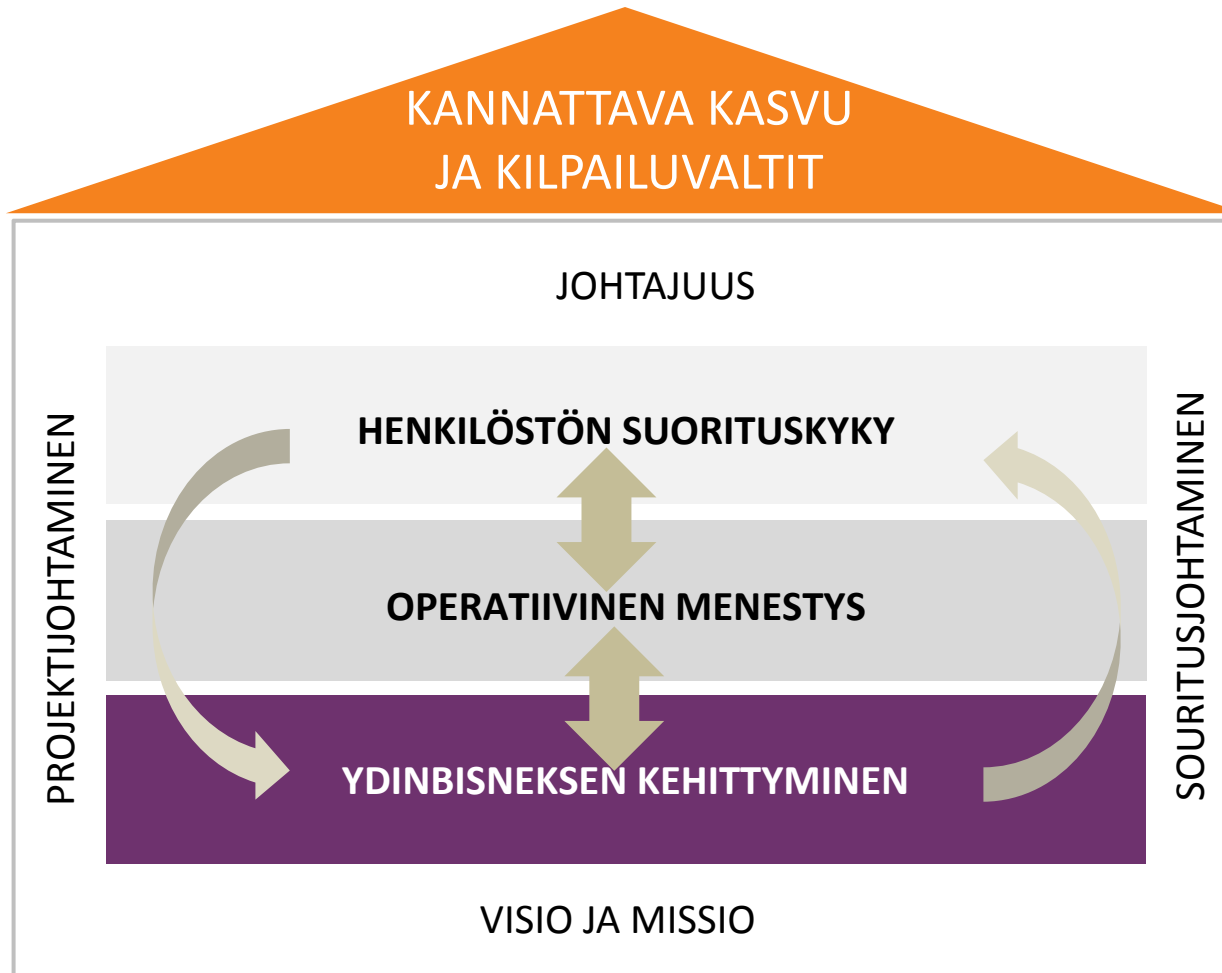 KANNATTAVA KASVU
JA KILPAILUVALTIT
JOHTAJUUS
PROJEKTIJOHTAMINEN
HENKILÖSTÖN SUORITUSKYKY
OPERATIIVINEN MENESTYS
YDINBISNEKSEN KEHITTYMINEN
SOURITUSJOHTAMINEN
VISIO JA MISSIO